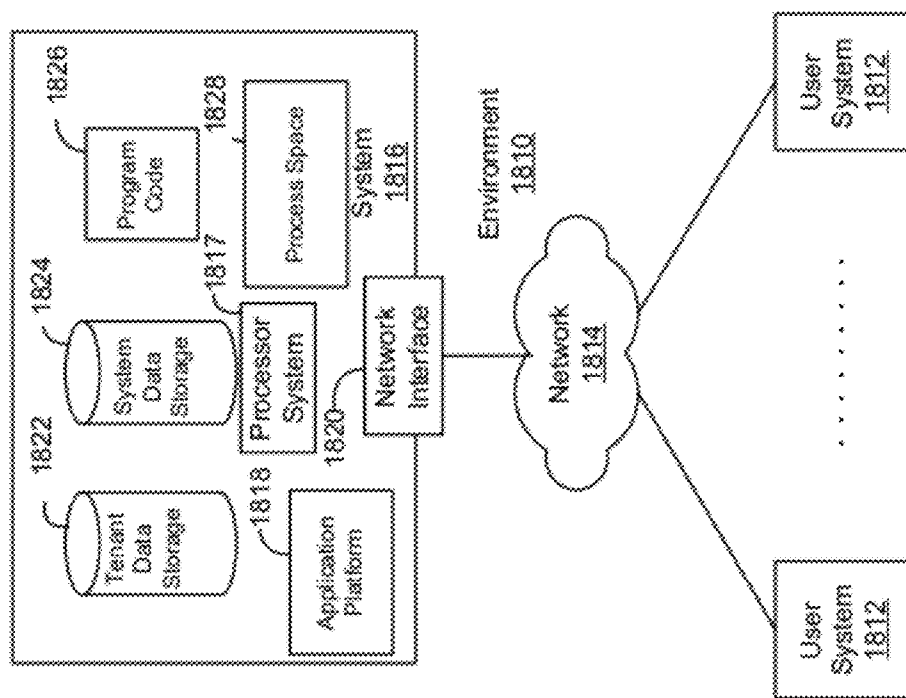 1822
1824
1826
Tenant
Data
Storage
System
Data
Storage
Program
Code
1818
1817
1828
Application
Platform
Processor
System
Process Space
1820
System
1816
Network
Interface
Environment
1810
Network
1814
User
System
1812
. . . . . . . . .
User
System
1812